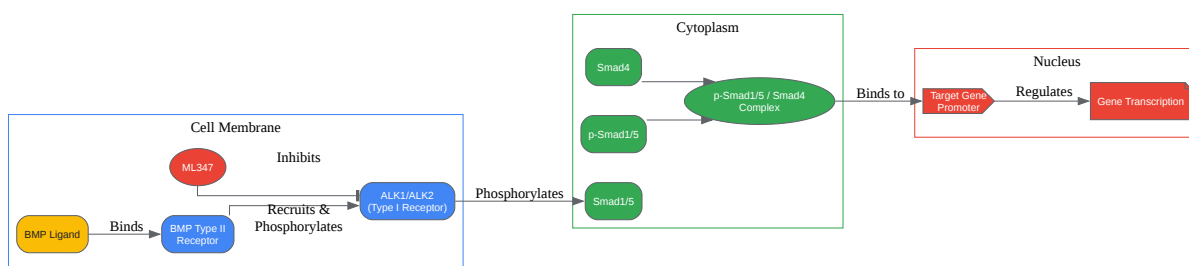 Cell Membrane
ML347
Inhibits
ALK1/ALK2
(Type I Receptor)
BMP Ligand
Binds
BMP Type II
Receptor
Recruits &
Phosphorylates
Phosphorylates
Cytoplasm
Smad4
p-Smad1/5
Smad1/5
p-Smad1/5 / Smad4
Complex
Binds to
Nucleus
Target Gene
Promoter
Regulates
Gene Transcription